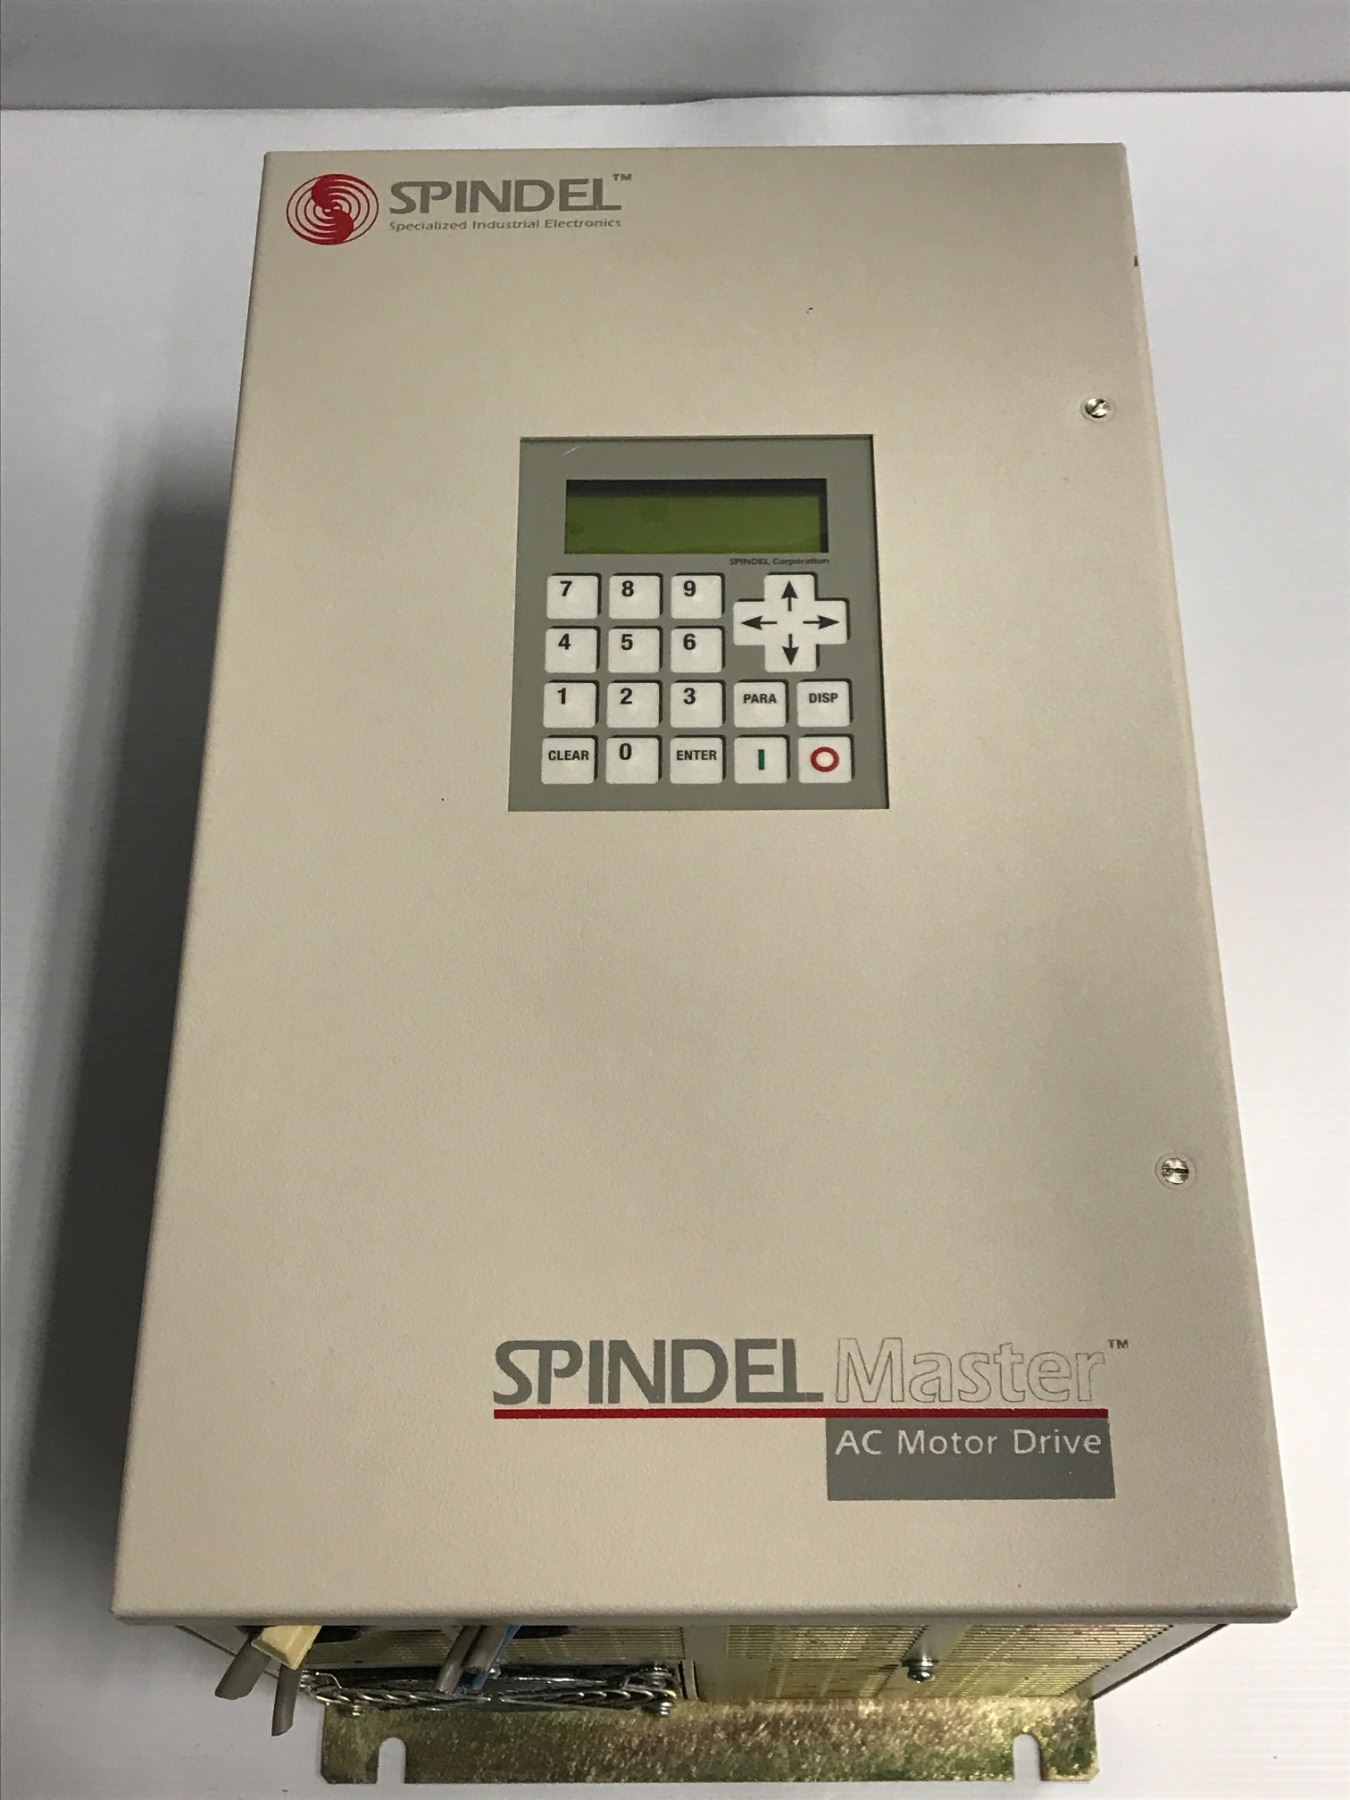 SPINDEL™
Specialized Industrial Electronics
SPINDEL Corporation
7 8 9
4 5 6
1 2 3 PARA DISP
CLEAR 0 ENTER I O
SPINDEL Master™
AC Motor Drive